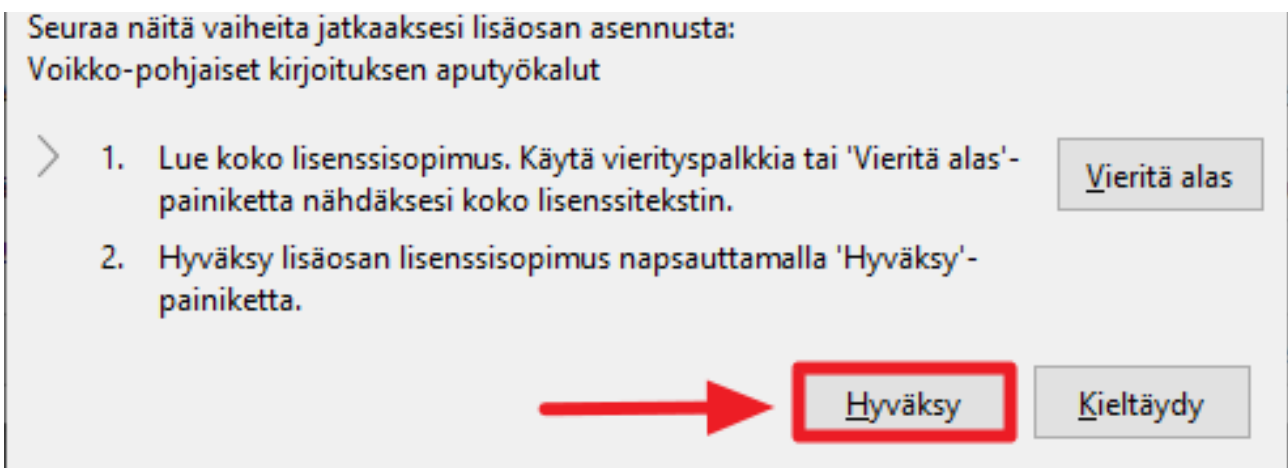 Seuraa näitä vaiheita jatkaaksesi lisäosan asennusta:
Voikko-pohjaiset kirjoituksen aputyökalut
1. Lue koko lisenssisopimus. Käytä vierityspalkkia tai 'Vieritä alas'-
painiketta nähdäksesi koko lisenssitekstin.
Vieritä alas
2. Hyväksy lisäosan lisenssisopimus napsauttamalla 'Hyväksy'-
painiketta.
Hyväksy
Kieltäydy